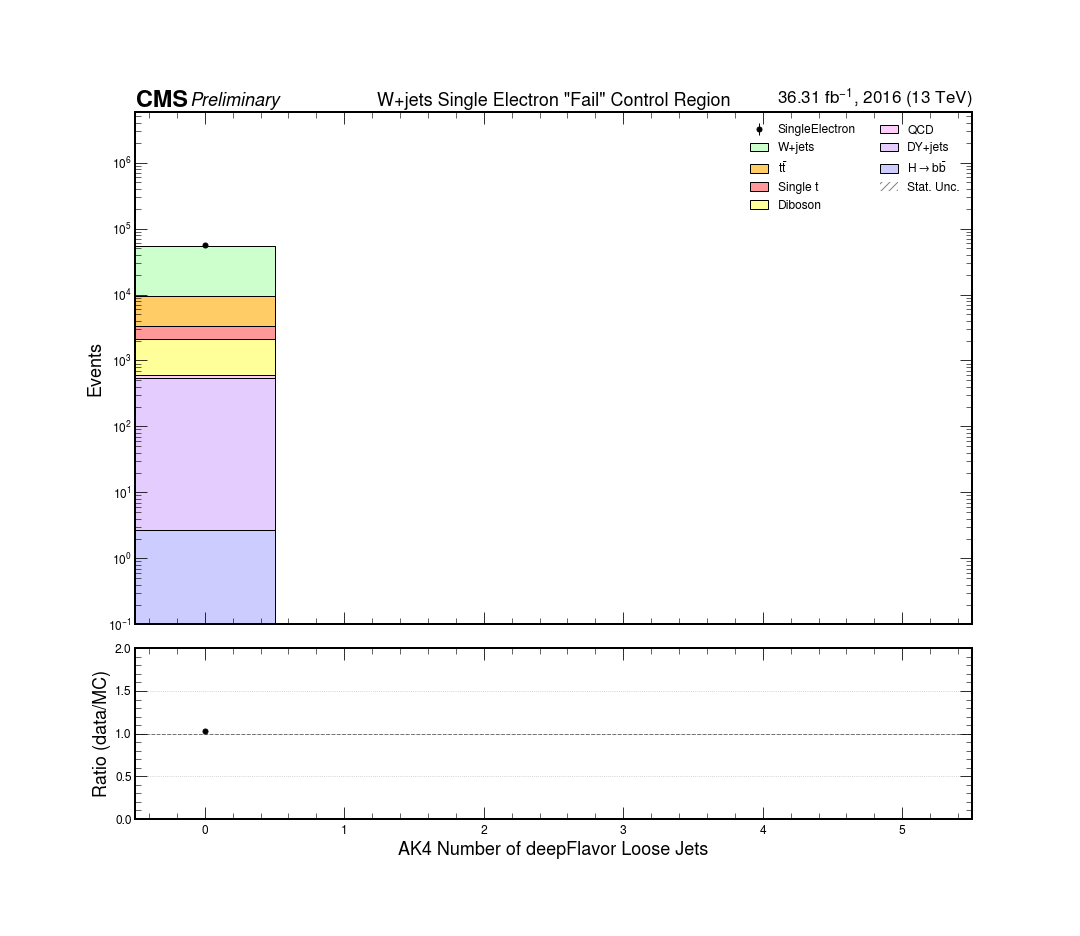 CMS Preliminary W+jets Single Electron "Fail" Control Region 36.31 fb⁻¹, 2016 (13 TeV)
SingleElectron QCD
W+jets DY+jets
tt̄ H→bb̄
Single t Stat. Unc.
Diboson
10⁶
10⁵
10⁴
10³
10²
10¹
10⁰
10⁻¹
Events
2.0
1.5
1.0
0.5
0.0
Ratio (data/MC)
0 1 2 3 4 5
AK4 Number of deepFlavor Loose Jets